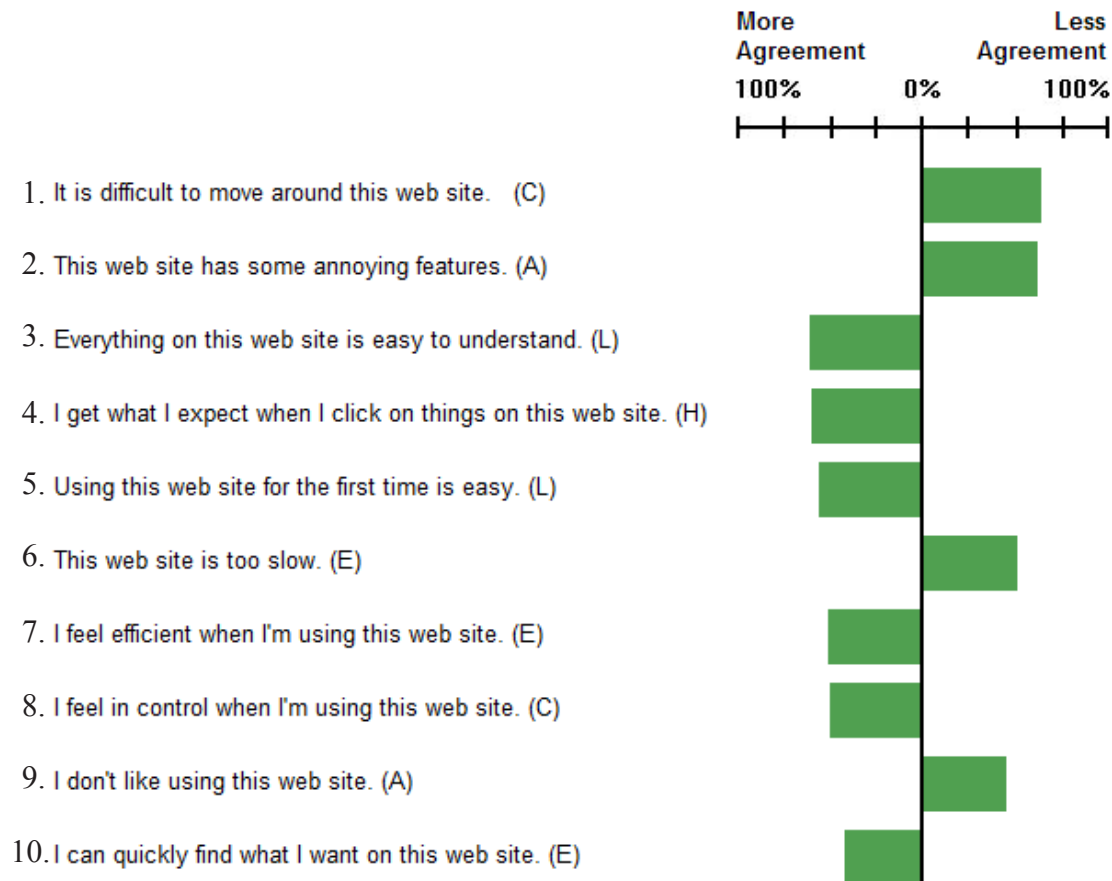 More Less
Agreement Agreement
100% 0% 100%
1. It is difficult to move around this web site. (C)
2. This web site has some annoying features. (A)
3. Everything on this web site is easy to understand. (L)
4. I get what I expect when I click on things on this web site. (H)
5. Using this web site for the first time is easy. (L)
6. This web site is too slow. (E)
7. I feel efficient when I'm using this web site. (E)
8. I feel in control when I'm using this web site. (C)
9. I don't like using this web site. (A)
10. I can quickly find what I want on this web site. (E)